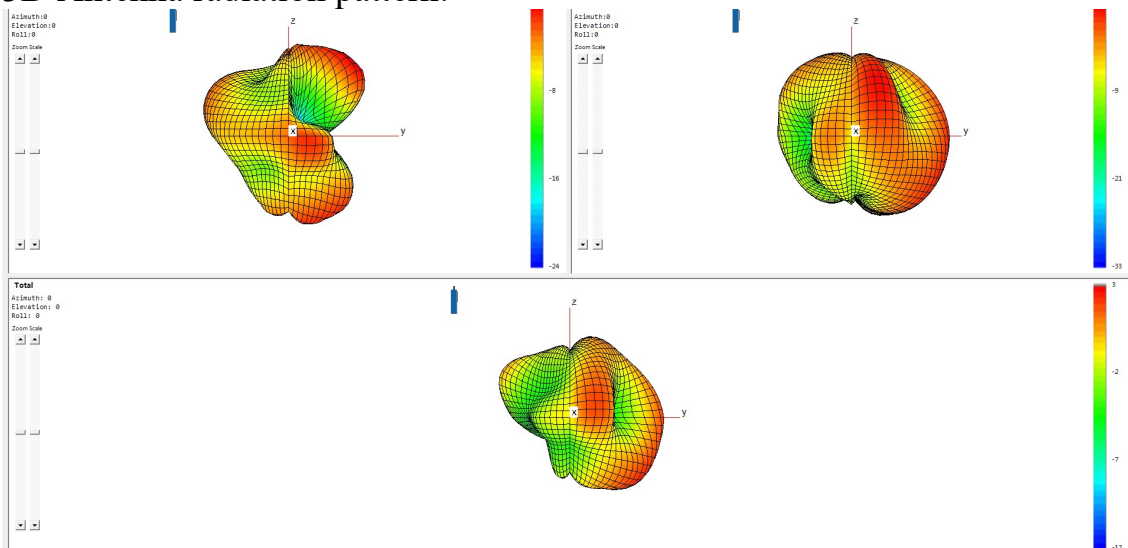 3D Antenna radiation pattern.
Azimuth:0
Elevation:0
Roll:0
Zoom Scale
z
x
y
-8
-16
-24
Azimuth:0
Elevation:0
Roll:0
Zoom Scale
z
x
y
-9
-21
-33
Total
Azimuth: 0
Elevation: 0
Roll: 0
Zoom Scale
z
x
y
3
-2
-7
-12